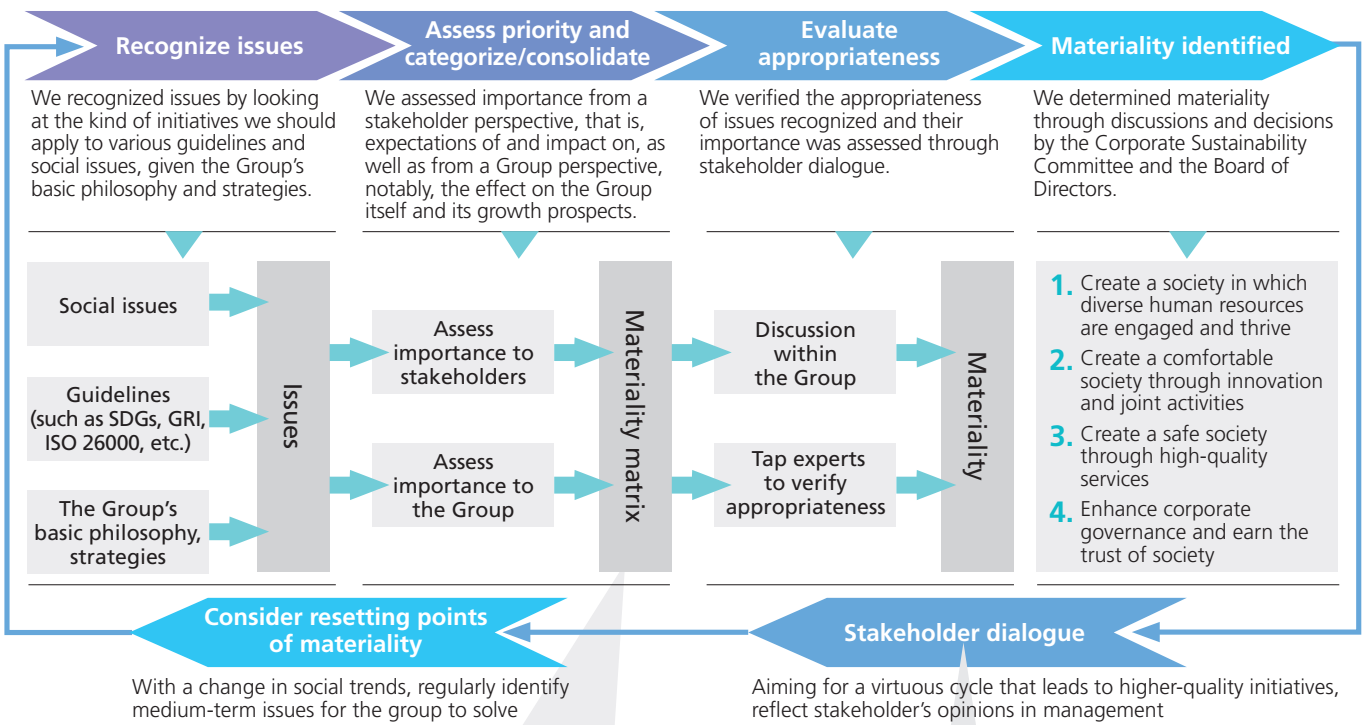 Recognize issues
Assess priority and
categorize/consolidate
Evaluate
appropriateness
Materiality identified
We recognized issues by looking
at the kind of initiatives we should
apply to various guidelines and
social issues, given the Group's
basic philosophy and strategies.
We assessed importance from a
stakeholder perspective, that is,
expectations of and impact on, as
well as from a Group perspective,
notably, the effect on the Group
itself and its growth prospects.
We verified the appropriateness
of issues recognized and their
importance was assessed through
stakeholder dialogue.
We determined materiality
through discussions and decisions
by the Corporate Sustainability
Committee and the Board of
Directors.
Social issues
Guidelines
(such as SDGs, GRI,
ISO 26000, etc.)
The Group's
basic philosophy,
strategies
Issues
Assess
importance to
stakeholders
Assess
importance to
the Group
Materiality matrix
Discussion
within
the Group
Tap experts
to verify
appropriateness
Materiality
1. Create a society in which
diverse human resources
are engaged and thrive
2. Create a comfortable
society through innovation
and joint activities
3. Create a safe society
through high-quality
services
4. Enhance corporate
governance and earn the
trust of society
Consider resetting points
of materiality
With a change in social trends, regularly identify
medium-term issues for the group to solve
Stakeholder dialogue
Aiming for a virtuous cycle that leads to higher-quality initiatives,
reflect stakeholder's opinions in management